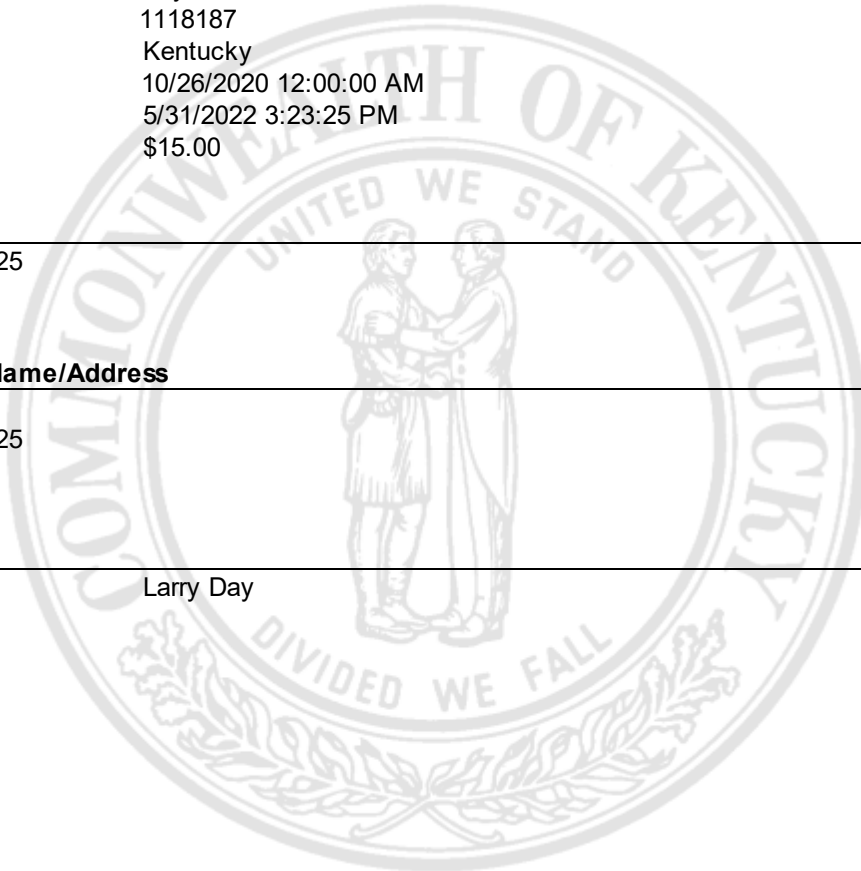 1118187
Kentucky
10/26/2020 12:00:00 AM
5/31/2022 3:23:25 PM
$15.00
COMMONWEALTH OF KENTUCKY
UNITED WE STAND
25
Name/Address
25
Larry Day
DIVIDED WE FALL